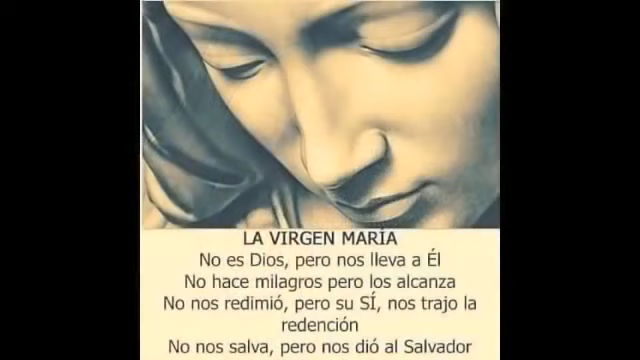 LA VIRGEN MARÍA
No es Dios, pero nos lleva a Él
No hace milagros pero los alcanza
No nos redimió, pero su SÍ, nos trajo la
redención
No nos salva, pero nos dió al Salvador